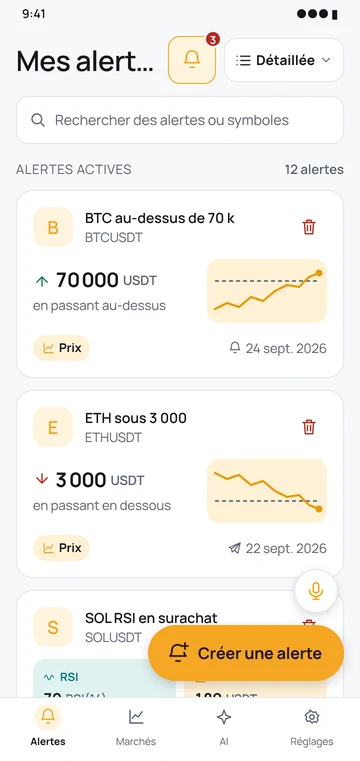 9:41
Mes alert...
3
Détaillée
Rechercher des alertes ou symboles
ALERTES ACTIVES
12 alertes
B
BTC au-dessus de 70 k
BTCUSDT
70 000 USDT
en passant au-dessus
Prix
24 sept. 2026
E
ETH sous 3 000
ETHUSDT
3 000 USDT
en passant en dessous
Prix
22 sept. 2026
S
SOL RSI en surachat
SOLUSDT
Créer une alerte
RSI
Alertes
Marchés
AI
Réglages